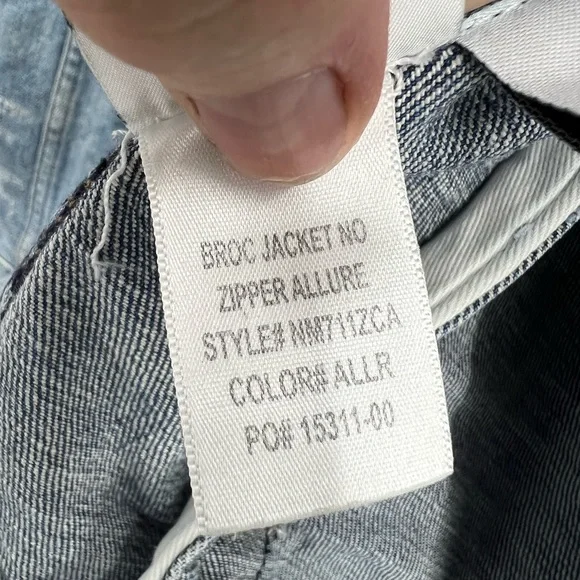 BROC JACKET NO
ZIPPER ALLURE
STYLE# NM711ZCA
COLOR# ALLR
PO# 15311-00